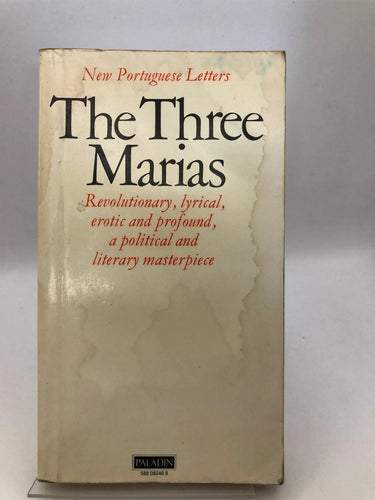 New Portuguese Letters
The Three
Marias
Revolutionary, lyrical,
erotic and profound,
a political and
literary masterpiece
PALADIN
586 08246 8